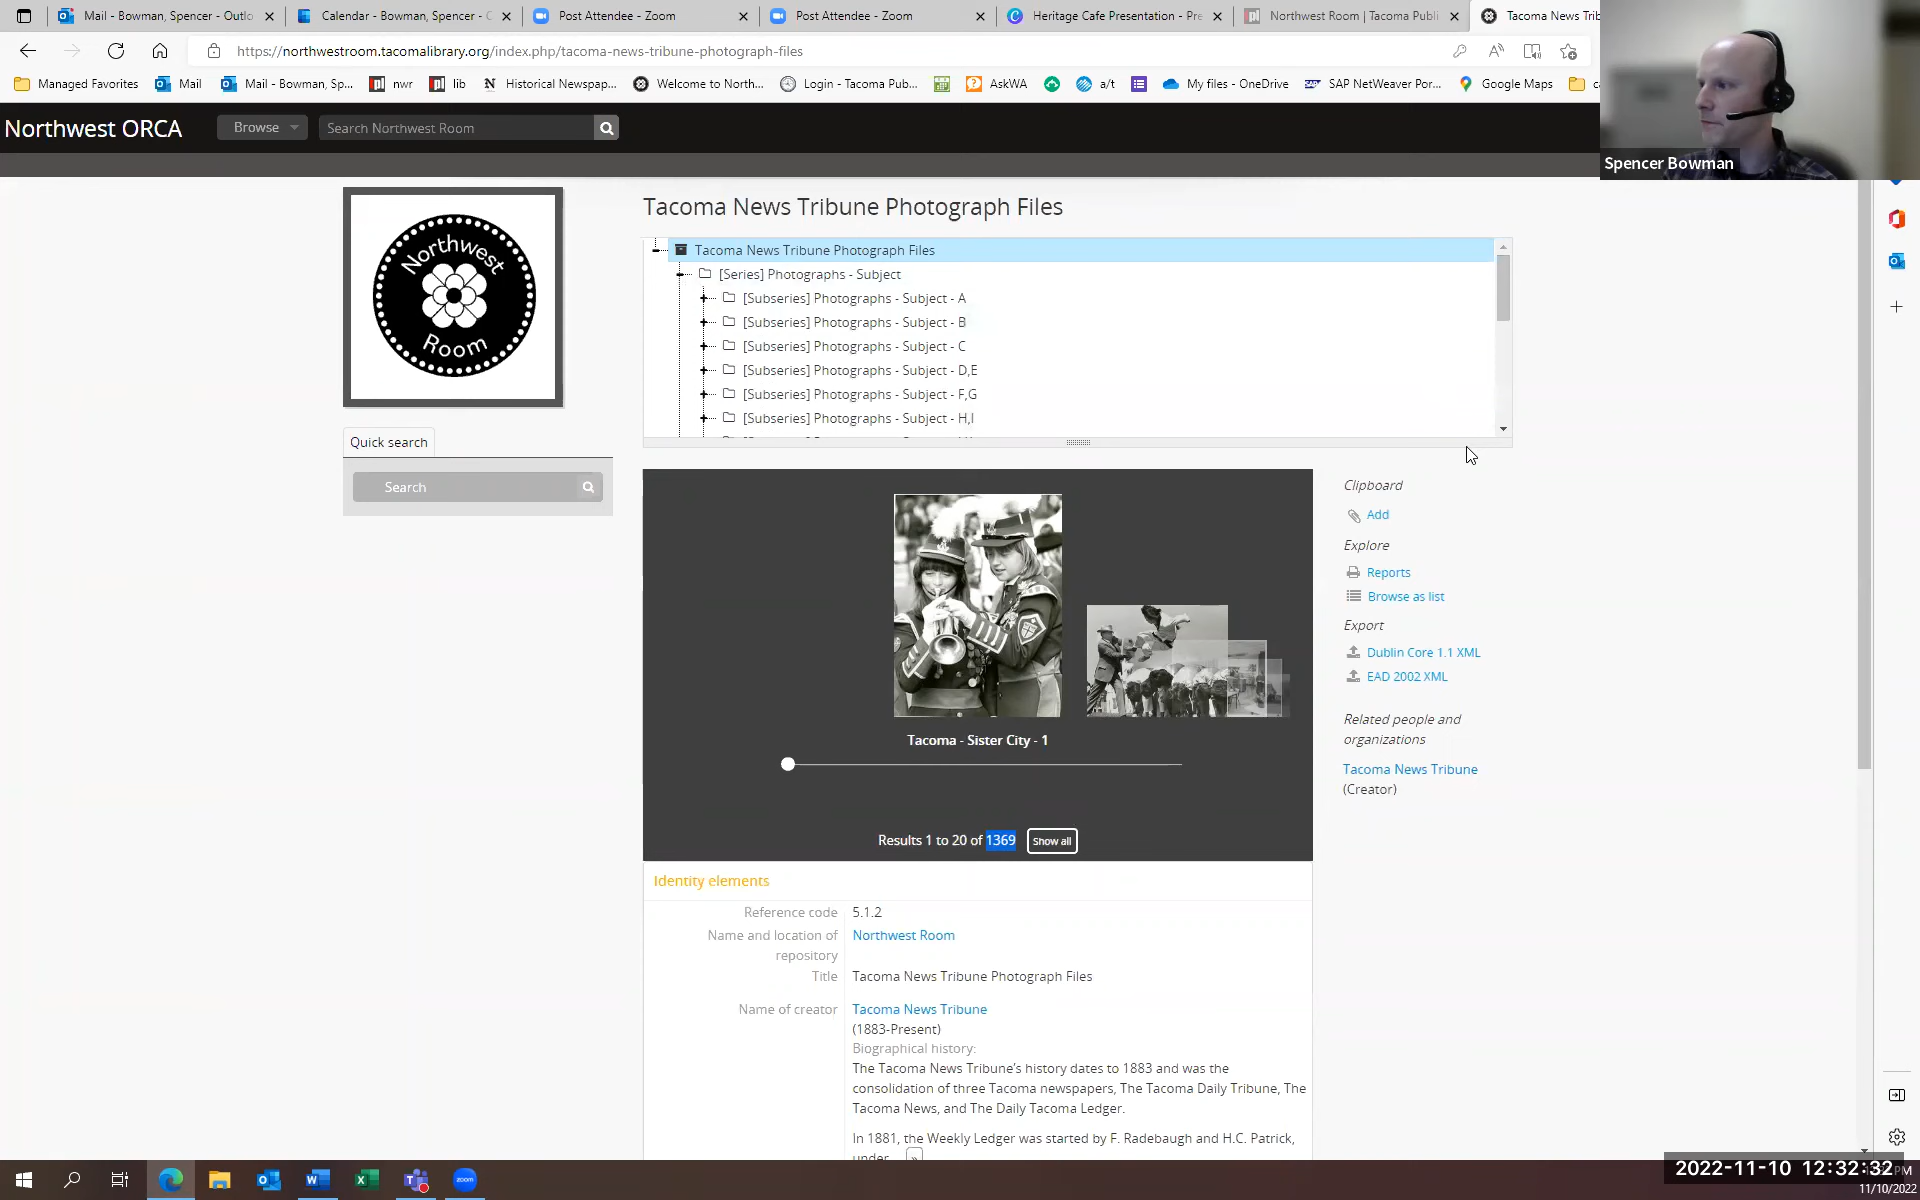 Mail - Bowman, Spencer - Outlo
Calendar - Bowman, Spencer - C
Post Attendee - Zoom
Post Attendee - Zoom
Heritage Cafe Presentation - Pre
Northwest Room | Tacoma Publi
Tacoma News Trib
https://northwestroom.tacomalibrary.org/index.php/tacoma-news-tribune-photograph-files
Managed Favorites
Mail
Mail - Bowman, Sp...
nwr
lib
Historical Newspap...
Welcome to North...
Login - Tacoma Pub...
AskWA
a/t
My files - OneDrive
SAP NetWeaver Por...
Google Maps
Northwest ORCA
Browse
Search Northwest Room
Spencer Bowman
Northwest
Room
Tacoma News Tribune Photograph Files
Tacoma News Tribune Photograph Files
[Series] Photographs - Subject
[Subseries] Photographs - Subject - A
[Subseries] Photographs - Subject - B
[Subseries] Photographs - Subject - C
[Subseries] Photographs - Subject - D,E
[Subseries] Photographs - Subject - F,G
[Subseries] Photographs - Subject - H,I
Quick search
Search
Tacoma - Sister City - 1
Results 1 to 20 of 1369
Show all
Clipboard
Add
Explore
Reports
Browse as list
Export
Dublin Core 1.1 XML
EAD 2002 XML
Related people and
organizations
Tacoma News Tribune
(Creator)
Identity elements
Reference code
5.1.2
Name and location of
repository
Northwest Room
Title
Tacoma News Tribune Photograph Files
Name of creator
Tacoma News Tribune
(1883-Present)
Biographical history:
The Tacoma News Tribune's history dates to 1883 and was the
consolidation of three Tacoma newspapers, The Tacoma Daily Tribune, The
Tacoma News, and The Daily Tacoma Ledger.
In 1881, the Weekly Ledger was started by F. Radebaugh and H.C. Patrick,
under
»
2022-11-10 12:32:32
PM
11/10/2022